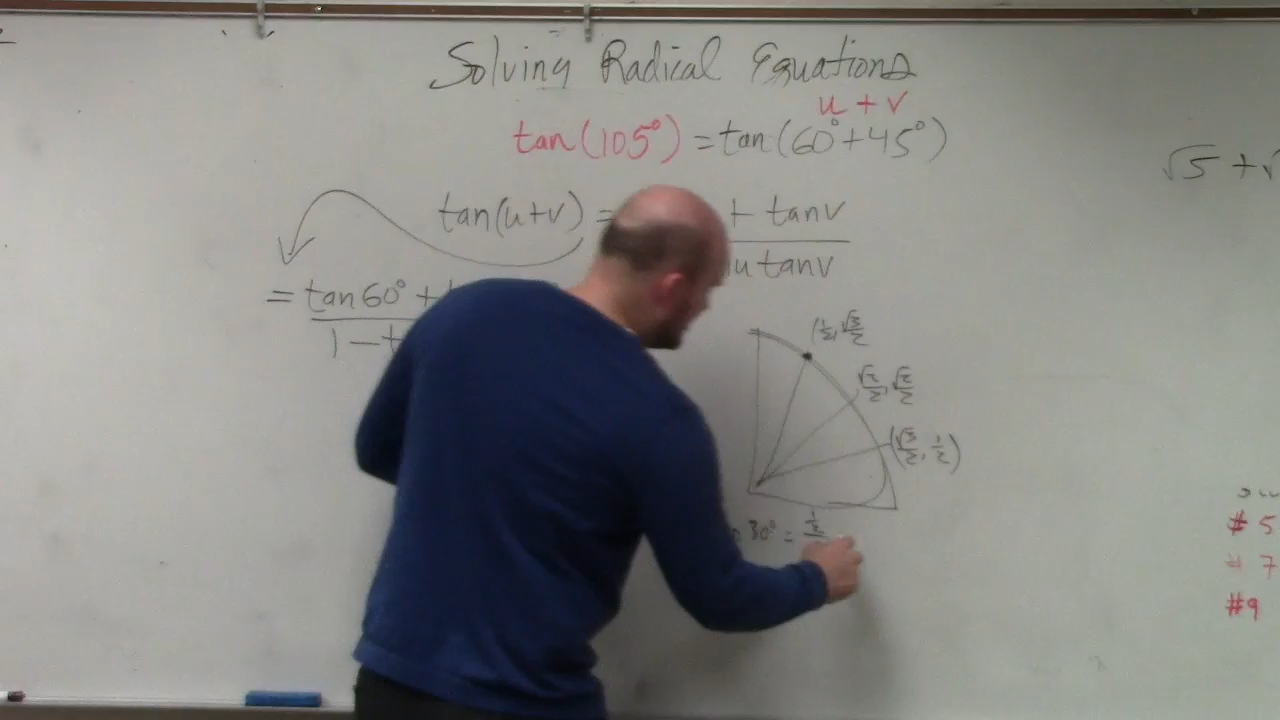 Solving Radical Equations
u + v
tan(105°) = tan(60°+45°)
√5 + √
tan(u+v) = + tanv
u tanv
= tan60° +
1 - t
(1/2, √3/2
√2/2, √2/2
(√3/2, 1/2)
30° = 1/2
# 5
# 7
#9